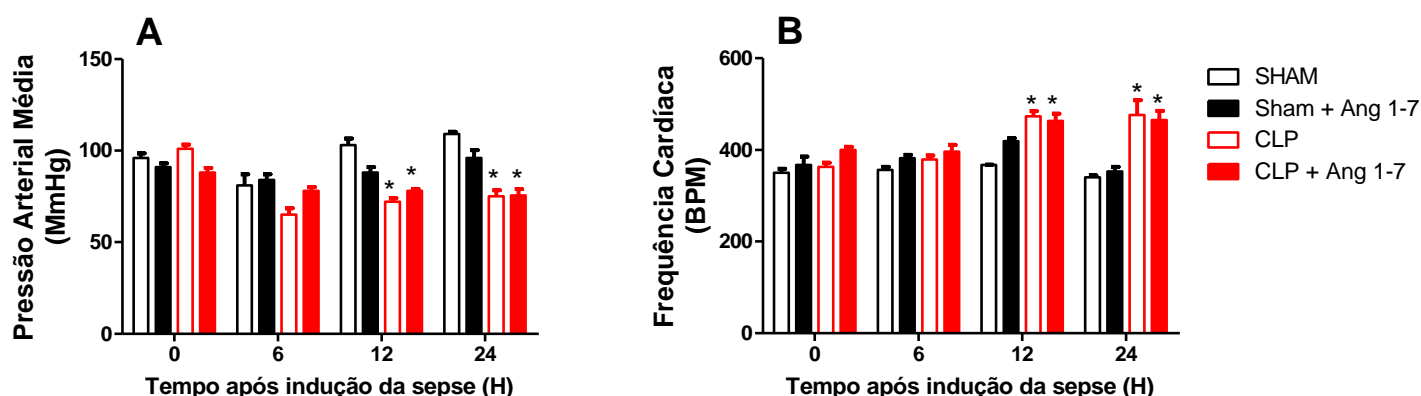 A
Pressão Arterial Média
(MmHg)
150
100
50
0
* *
* *
0 6 12 24
Tempo após indução da sepse (H)
B
Frequência Cardíaca
(BPM)
600
400
200
0
* *
* *
0 6 12 24
Tempo após indução da sepse (H)
SHAM
Sham + Ang 1-7
CLP
CLP + Ang 1-7